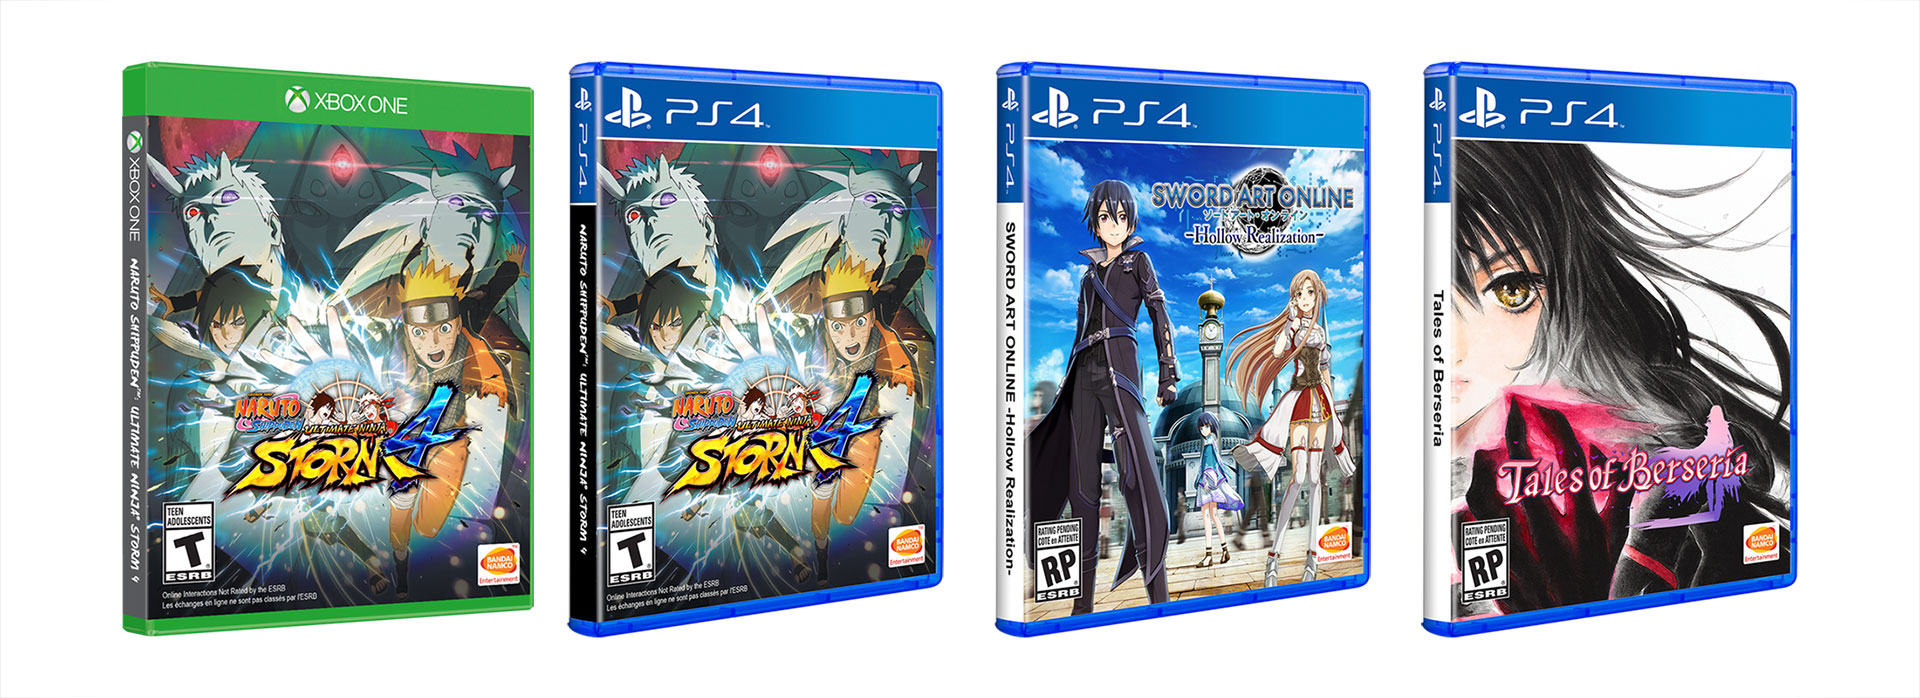 XBOX ONE
XBOX ONE
NARUTO SHIPPUDEN™: ULTIMATE NINJA® STORM 4
NARUTO
SHIPPUDEN
ULTIMATE NINJA
STORM 4
TEEN
ADOLESCENTS
T
ESRB
BANDAI
NAMCO
Entertainment
Online Interactions Not Rated by the ESRB
Les échanges en ligne ne sont pas classés par l'ESRB
PS4
PS4
NARUTO SHIPPUDEN™: ULTIMATE NINJA® STORM 4
NARUTO
SHIPPUDEN
ULTIMATE NINJA
STORM 4
TEEN
ADOLESCENTS
T
ESRB
BANDAI
NAMCO
Entertainment
Online Interactions Not Rated by the ESRB
Les échanges en ligne ne sont pas classés par l'ESRB
PS4
PS4
SWORD ART ONLINE -Hollow Realization-
SWORD ART ONLINE
ソードアート・オンライン
-Hollow Realization-
RATING PENDING
COTE EN ATTENTE
RP
ESRB
BANDAI
NAMCO
Entertainment
PS4
PS4
Tales of Berseria
Tales of Berseria
RATING PENDING
COTE EN ATTENTE
RP
ESRB
BANDAI
NAMCO
Entertainment